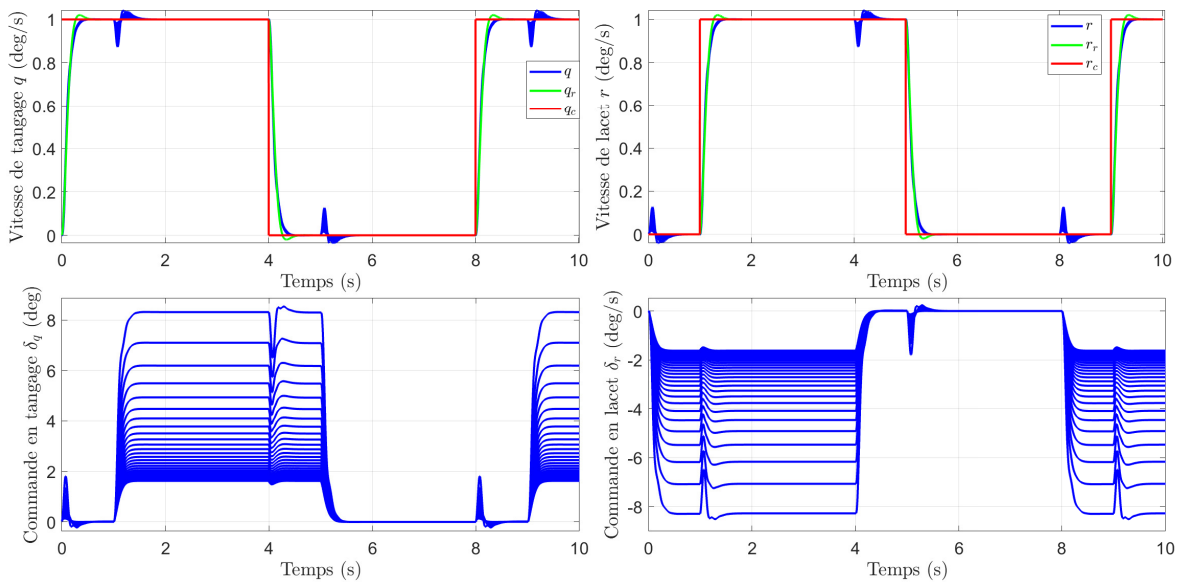 Vitesse de tangage q (deg/s)
1
0.8
0.6
0.4
0.2
0
0 2 4 6 8 10
Temps (s)
q
q_r
q_c
Vitesse de lacet r (deg/s)
1
0.8
0.6
0.4
0.2
0
0 2 4 6 8 10
Temps (s)
r
r_r
r_c
Commande en tangage δ_q (deg)
8
6
4
2
0
0 2 4 6 8 10
Temps (s)
Commande en lacet δ_r (deg/s)
0
-2
-4
-6
-8
0 2 4 6 8 10
Temps (s)